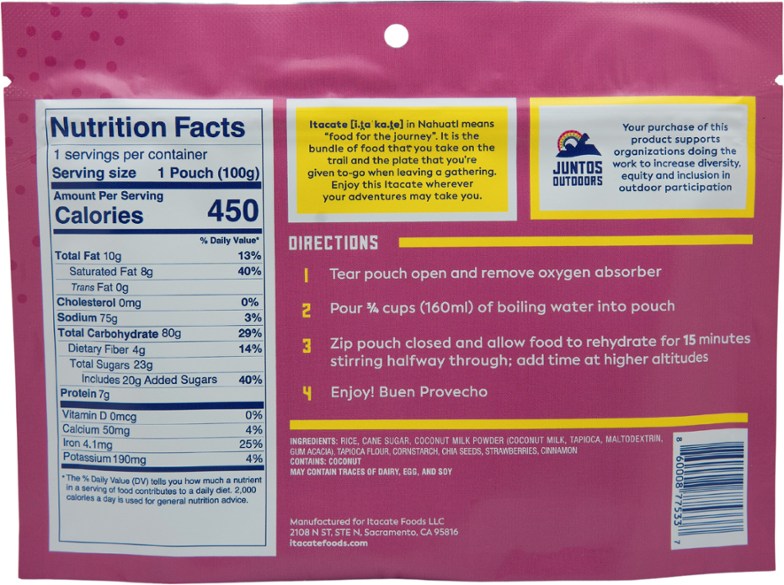 Nutrition Facts
1 servings per container
Serving size 1 Pouch (100g)
Amount Per Serving
Calories 450
% Daily Value*
Total Fat 10g 13%
Saturated Fat 8g 40%
Trans Fat 0g
Cholesterol 0mg 0%
Sodium 75g 3%
Total Carbohydrate 80g 29%
Dietary Fiber 4g 14%
Total Sugars 23g
Includes 20g Added Sugars 40%
Protein 7g
Vitamin D 0mcg 0%
Calcium 50mg 4%
Iron 4.1mg 25%
Potassium 190mg 4%
* The % Daily Value (DV) tells you how much a nutrient
in a serving of food contributes to a daily diet. 2,000
calories a day is used for general nutrition advice.
Itacate [i.ta ˈka.te] in Nahuatl means
"food for the journey". It is the
bundle of food that you take on the
trail and the plate that you're
given to-go when leaving a gathering.
Enjoy this Itacate wherever
your adventures may take you.
JUNTOS
OUTDOORS
Your purchase of this
product supports
organizations doing the
work to increase diversity,
equity and inclusion in
outdoor participation
DIRECTIONS
1 Tear pouch open and remove oxygen absorber
2 Pour ¾ cups (160ml) of boiling water into pouch
3 Zip pouch closed and allow food to rehydrate for 15 minutes
stirring halfway through; add time at higher altitudes
4 Enjoy! Buen Provecho
INGREDIENTS: RICE, CANE SUGAR, COCONUT MILK POWDER (COCONUT MILK, TAPIOCA, MALTODEXTRIN,
GUM ACACIA), TAPIOCA FLOUR, CORNSTARCH, CHIA SEEDS, STRAWBERRIES, CINNAMON
CONTAINS: COCONUT
MAY CONTAIN TRACES OF DAIRY, EGG, AND SOY
Manufactured for Itacate Foods LLC
2108 N ST, STE N, Sacramento, CA 95816
itacatefoods.com
8 60008 77533 7